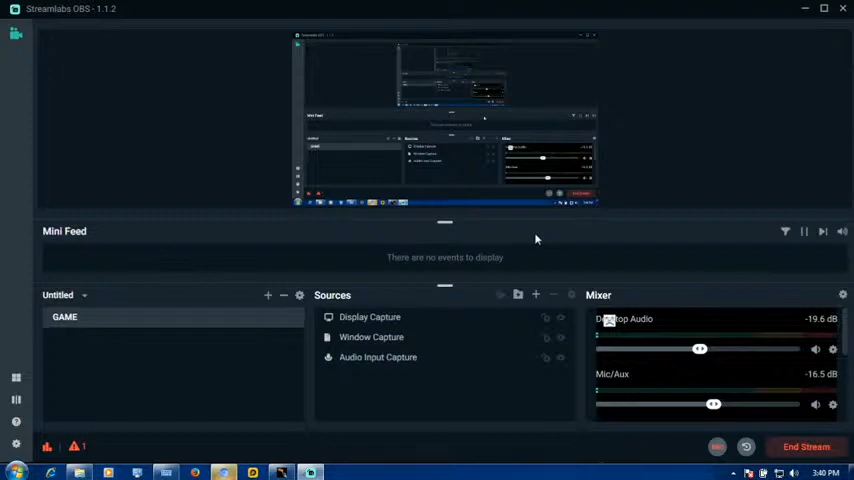 Streamlabs OBS - 1.1.2
Mini Feed
There are no events to display
Untitled
Sources
Mixer
GAME
Display Capture
Window Capture
Audio Input Capture
-19.6 dB
Mic/Aux
-16.5 dB
1
REC
End Stream
3:40 PM